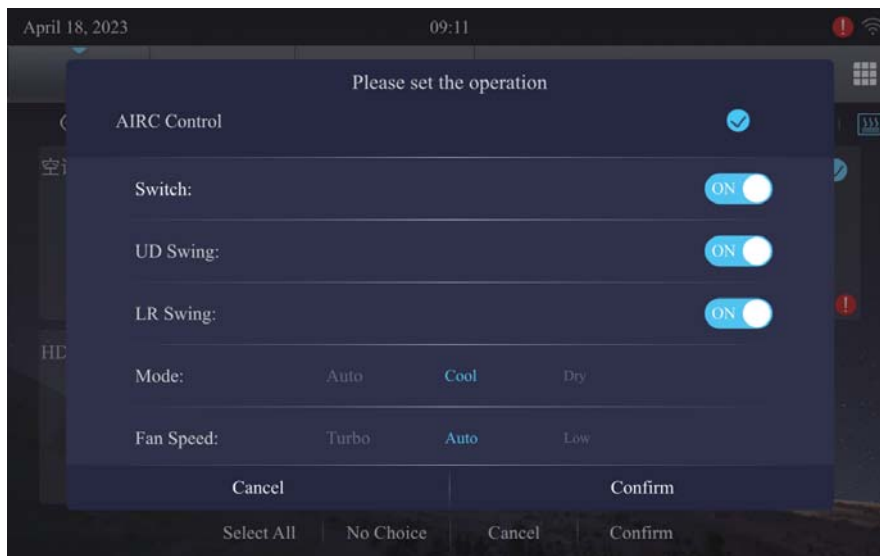 April 18, 2023 09:11
Please set the operation
AIRC Control
Switch: ON
UD Swing: ON
LR Swing: ON
Mode: Auto Cool Dry
Fan Speed: Turbo Auto Low
Cancel Confirm
Select All No Choice Cancel Confirm